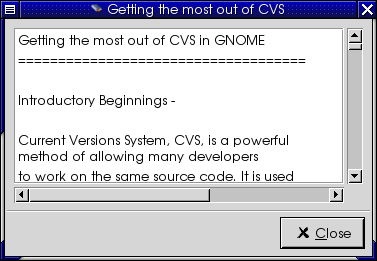 Getting the most out of CVS
Getting the most out of CVS in GNOME
====================================
Introductory Beginnings -
Current Versions System, CVS, is a powerful
method of allowing many developers
to work on the same source code. It is used
Close